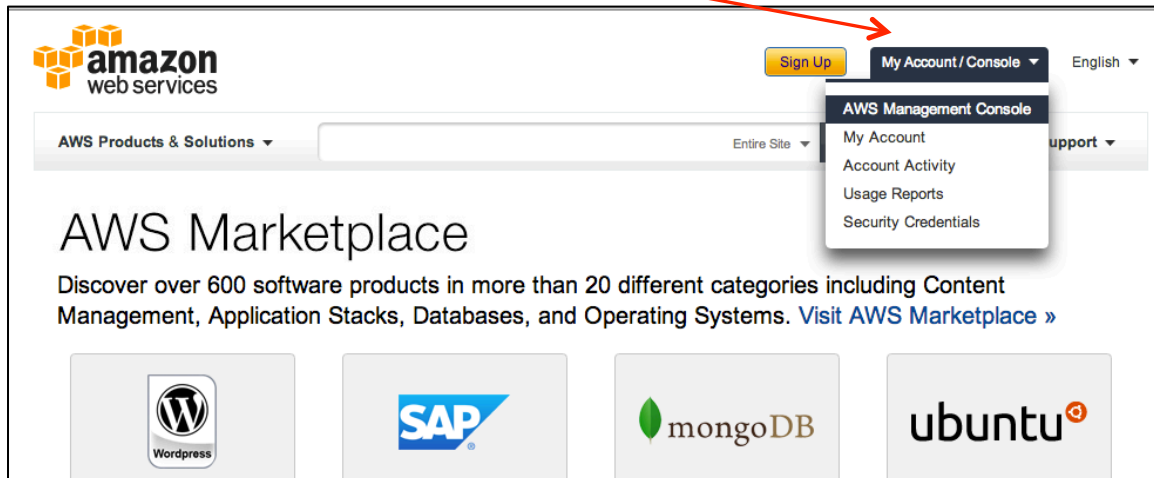 amazon
web services
Sign Up
My Account / Console
English
AWS Management Console
My Account
Account Activity
Usage Reports
Security Credentials
AWS Products & Solutions
Entire Site
upport
AWS Marketplace
Discover over 600 software products in more than 20 different categories including Content
Management, Application Stacks, Databases, and Operating Systems. Visit AWS Marketplace »
W
Wordpress
SAP
mongoDB
ubuntu